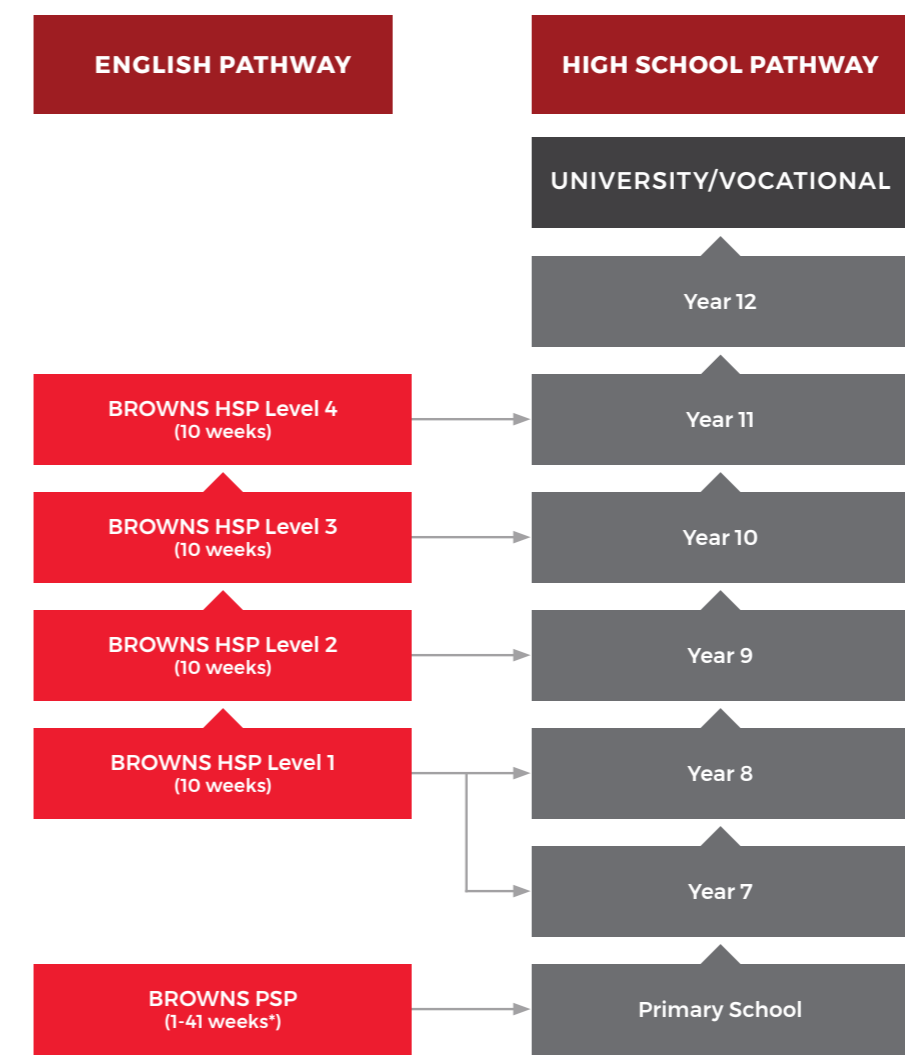 ENGLISH PATHWAY
HIGH SCHOOL PATHWAY
UNIVERSITY/VOCATIONAL
Year 12
BROWNS HSP Level 4
(10 weeks)
Year 11
BROWNS HSP Level 3
(10 weeks)
Year 10
BROWNS HSP Level 2
(10 weeks)
Year 9
BROWNS HSP Level 1
(10 weeks)
Year 8
Year 7
BROWNS PSP
(1-41 weeks*)
Primary School